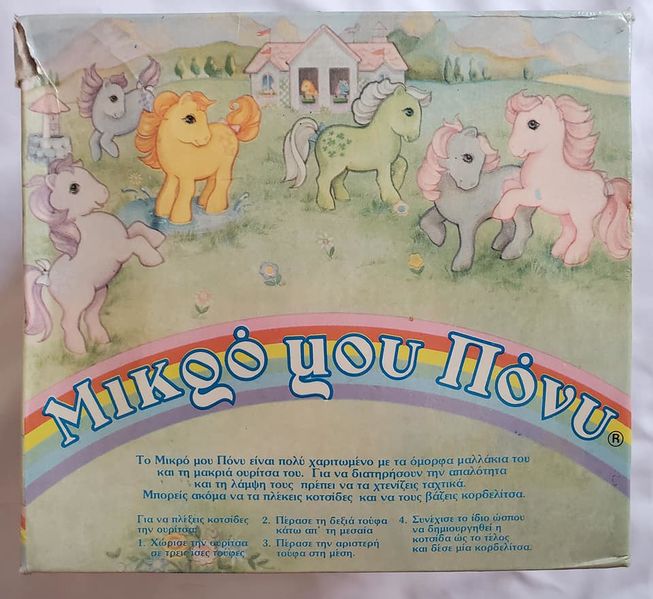 Μικρό μου Πόνυ®
Το Μικρό μου Πόνυ είναι πολύ χαριτωμένο με τα όμορφα μαλλάκια του
και τη μακριά ουρίτσα του. Για να διατηρήσουν την απαλότητα
και τη λάμψη τους πρέπει να τα χτενίζεις ταχτικά.
Μπορείς ακόμα να τα πλέκεις κοτσίδες και να τους βάζεις κορδελίτσα.
Για να πλέξεις κοτσίδες
την ουρίτσα:
1. Χώρισε την ουρίτσα
σε τρεις ίσες τούφες
2. Πέρασε τη δεξιά τούφα
κάτω απ' τη μεσαία
3. Πέρασε την αριστερή
τούφα στη μέση.
4. Συνέχισε το ίδιο ώσπου
να δημιουργηθεί η
κοτσίδα ώς το τέλος
και δέσε μία κορδελίτσα.